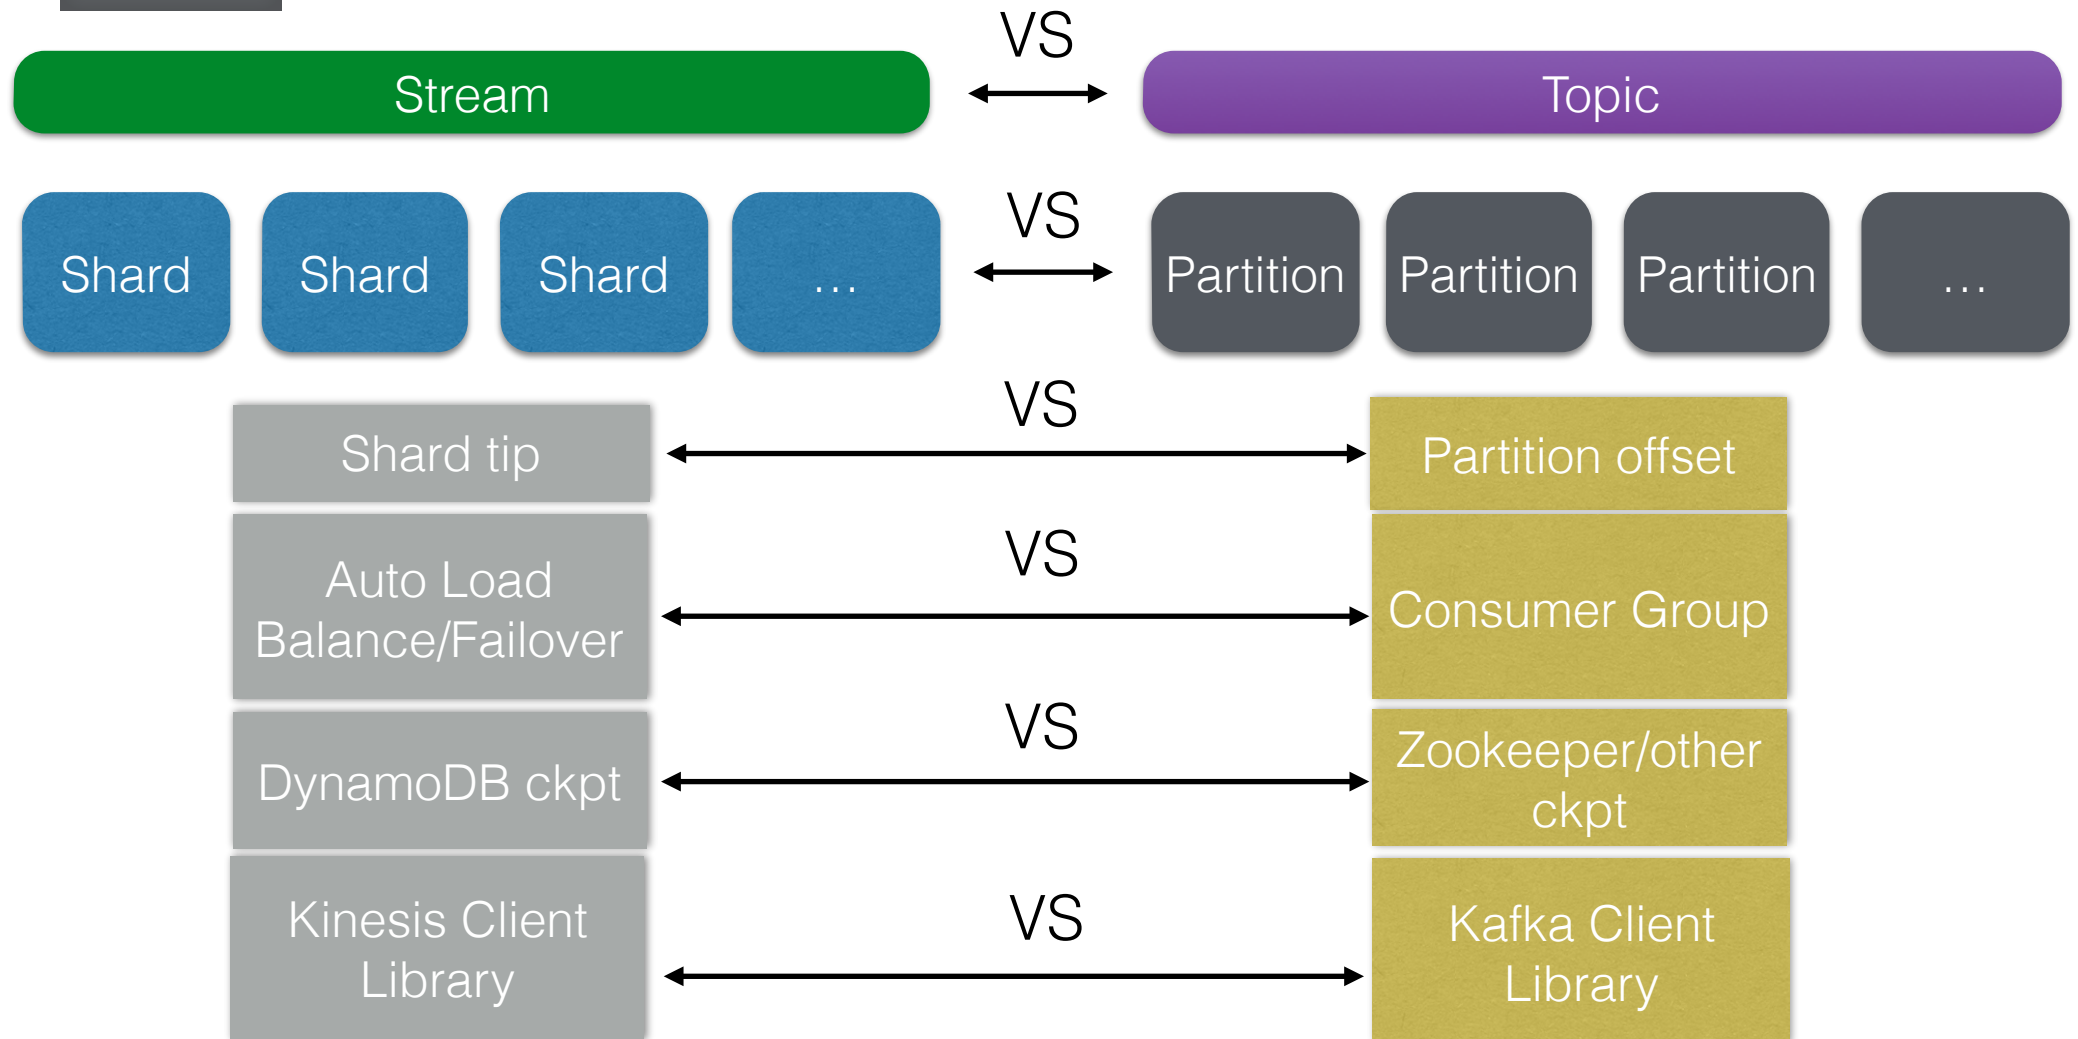 VS
Stream
Topic
VS
Shard
Shard
Shard
...
Partition
Partition
Partition
...
VS
Shard tip
Partition offset
VS
Auto Load
Balance/Failover
Consumer Group
VS
DynamoDB ckpt
Zookeeper/other
ckpt
VS
Kinesis Client
Library
Kafka Client
Library